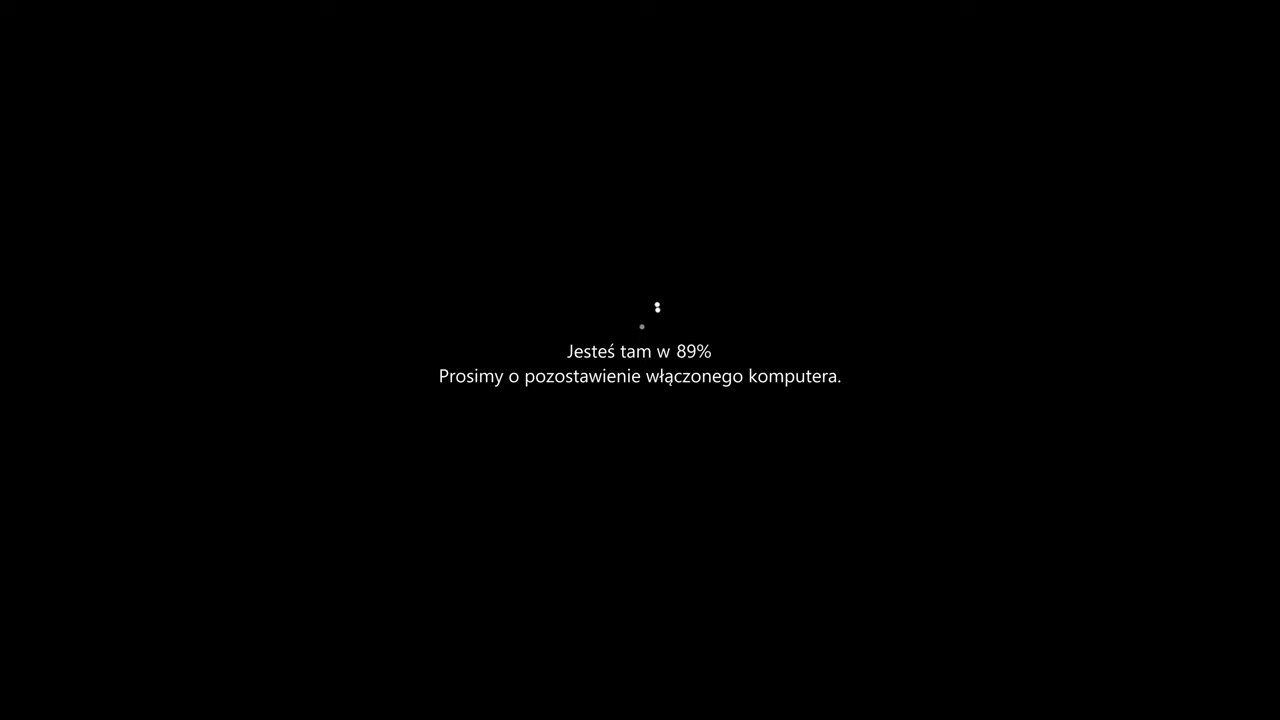 Jesteś tam w 89%
Prosimy o pozostawienie włączonego komputera.